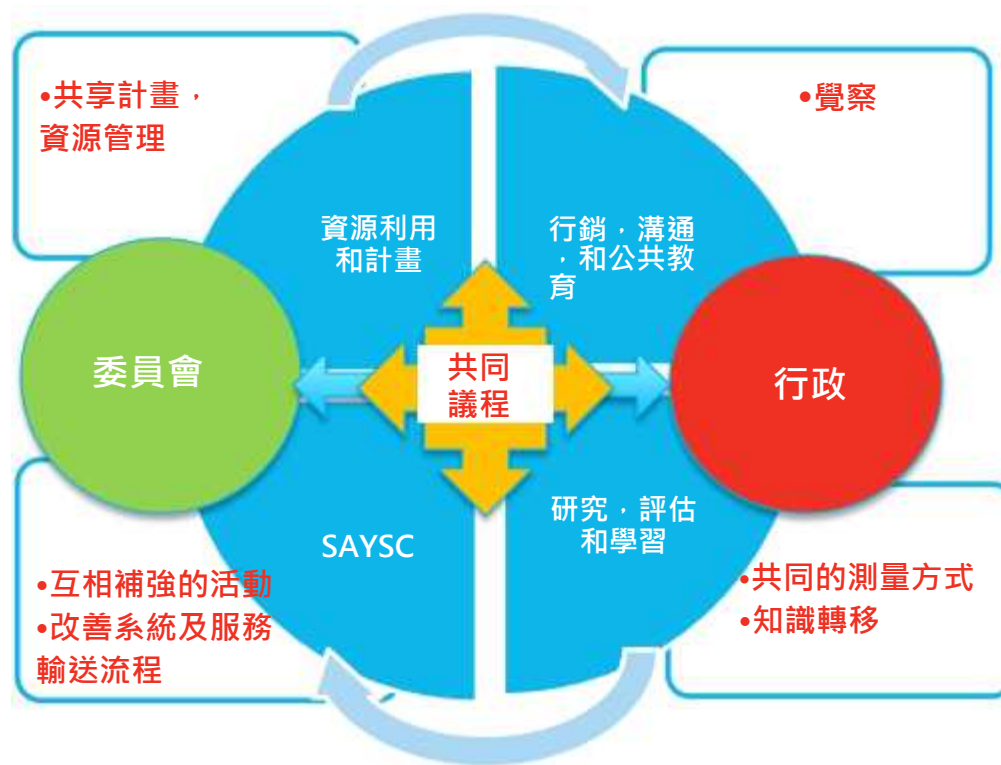 •共享計畫，
資源管理
•覺察
資源利用
和計畫
行銷，溝通
，和公共教
育
委員會
共同
議程
行政
SAYSC
研究，評估
和學習
•互相補強的活動
•改善系統及服務
輸送流程
•共同的測量方式
•知識轉移